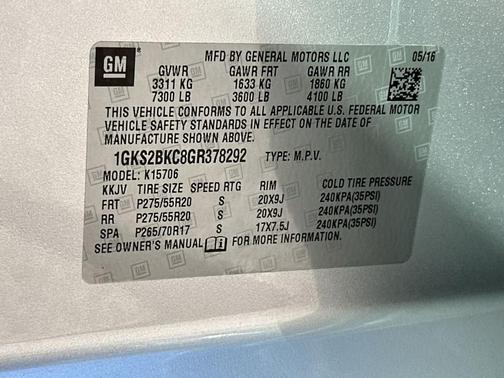 GM
MFD BY GENERAL MOTORS LLC 05/16
GVWR GAWR FRT GAWR RR
3311 KG 1633 KG 1860 KG
7300 LB 3600 LB 4100 LB
THIS VEHICLE CONFORMS TO ALL APPLICABLE U.S. FEDERAL MOTOR
VEHICLE SAFETY STANDARDS IN EFFECT ON THE DATE OF
MANUFACTURE SHOWN ABOVE.
1GKS2BKC8GR378292 TYPE: M.P.V.
MODEL: K15706
KKJV TIRE SIZE SPEED RTG RIM COLD TIRE PRESSURE
FRT P275/55R20 S 20X9J 240KPA(35PSI)
RR P275/55R20 S 20X9J 240KPA(35PSI)
SPA P265/70R17 S 17X7.5J 240KPA(35PSI)
SEE OWNER'S MANUAL FOR MORE INFORMATION.